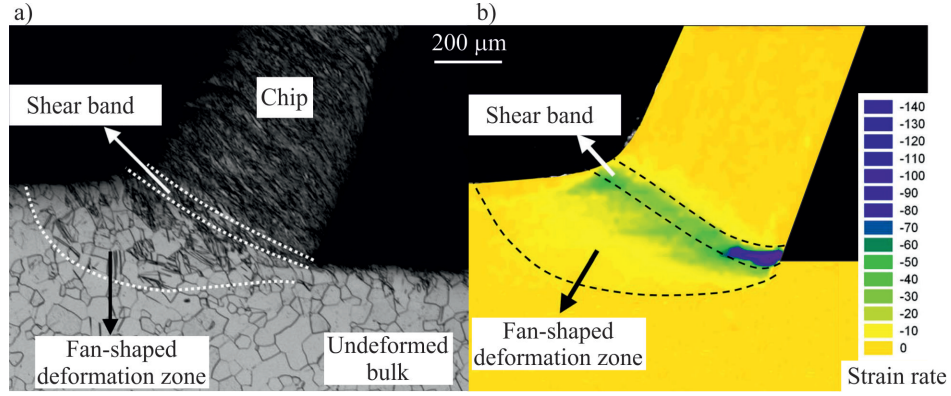 a)
b)
200 μm
Shear band
Chip
Fan-shaped
deformation zone
Undeformed
bulk
Shear band
Fan-shaped
deformation zone
-140
-130
-120
-110
-100
-90
-80
-70
-60
-50
-40
-30
-20
-10
0
Strain rate